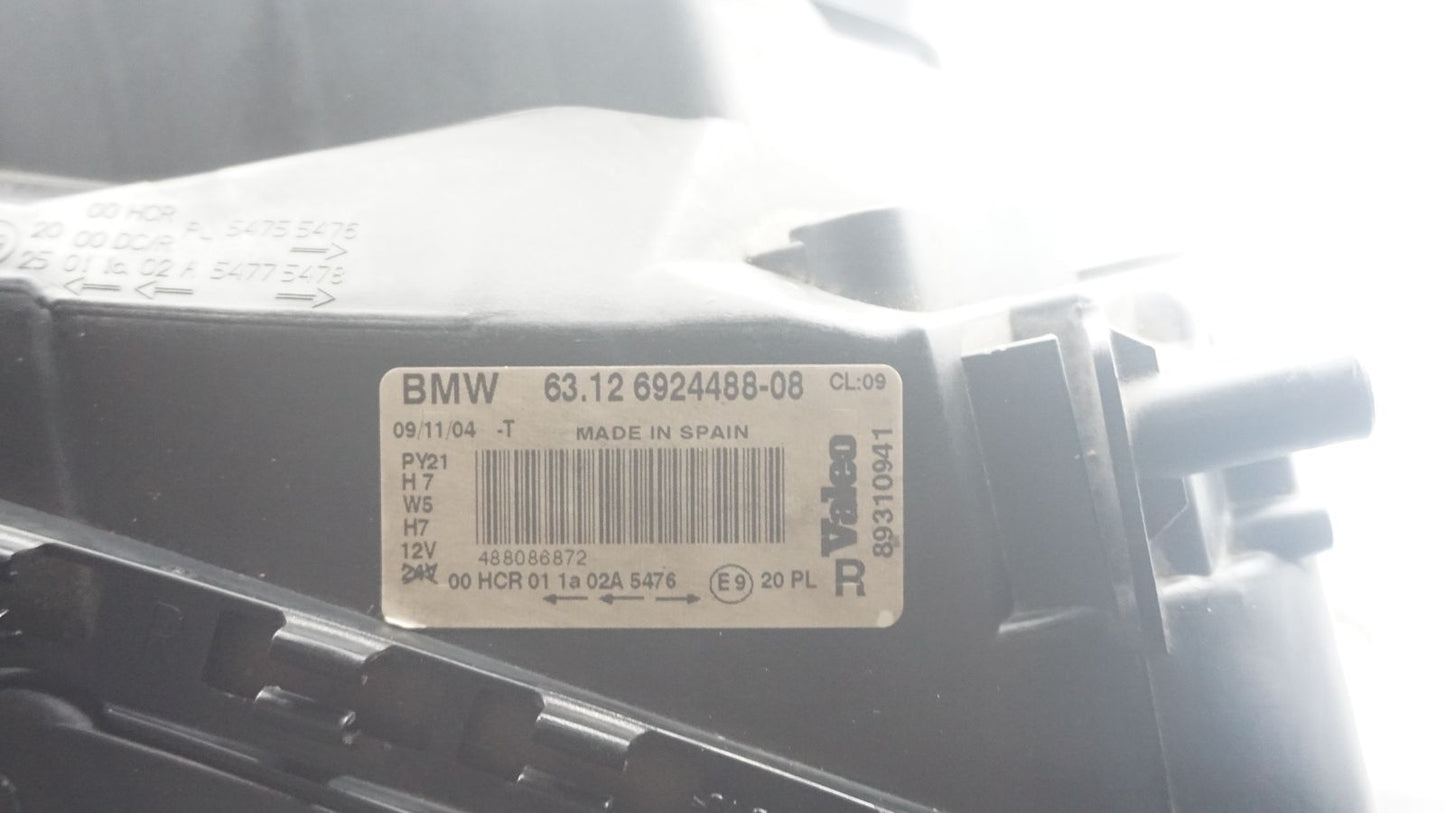 00 HCR
20 00 DC/R PL 5475 5476
25 01 1a 02 A 5477 5478
BMW 63.12 6924488-08 CL:09
09/11/04 -T MADE IN SPAIN
PY21
H7
W5
H7
12V
24V
488086872
00 HCR 01 1a 02A 5476 E9 20 PL
Valeo
R
89310941